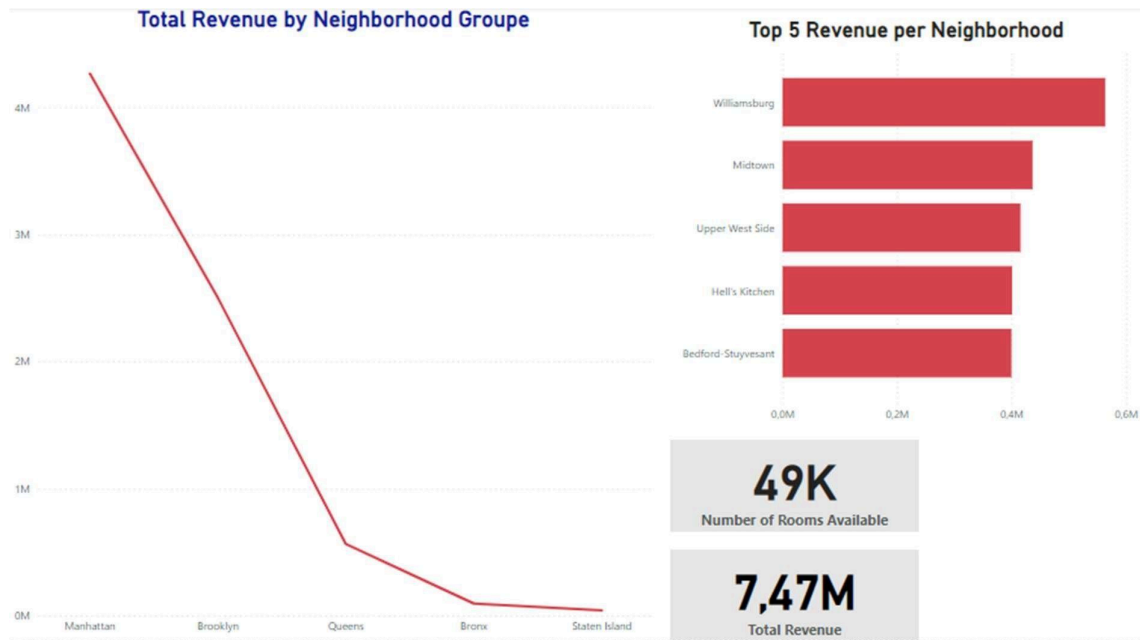 Total Revenue by Neighborhood Groupe
4M
3M
2M
1M
0M
Manhattan Brooklyn Queens Bronx Staten Island
Top 5 Revenue per Neighborhood
Williamsburg
Midtown
Upper West Side
Hell's Kitchen
Bedford-Stuyvesant
0,0M 0,2M 0,4M 0,6M
49K
Number of Rooms Available
7,47M
Total Revenue